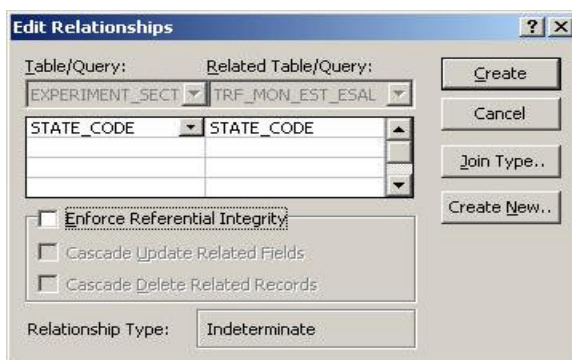 Edit Relationships
Table/Query: Related Table/Query:
EXPERIMENT_SECT TRF_MON_EST_ESAL
STATE_CODE STATE_CODE
Enforce Referential Integrity
Cascade Update Related Fields
Cascade Delete Related Records
Relationship Type: Indeterminate
Create
Cancel
Join Type..
Create New..